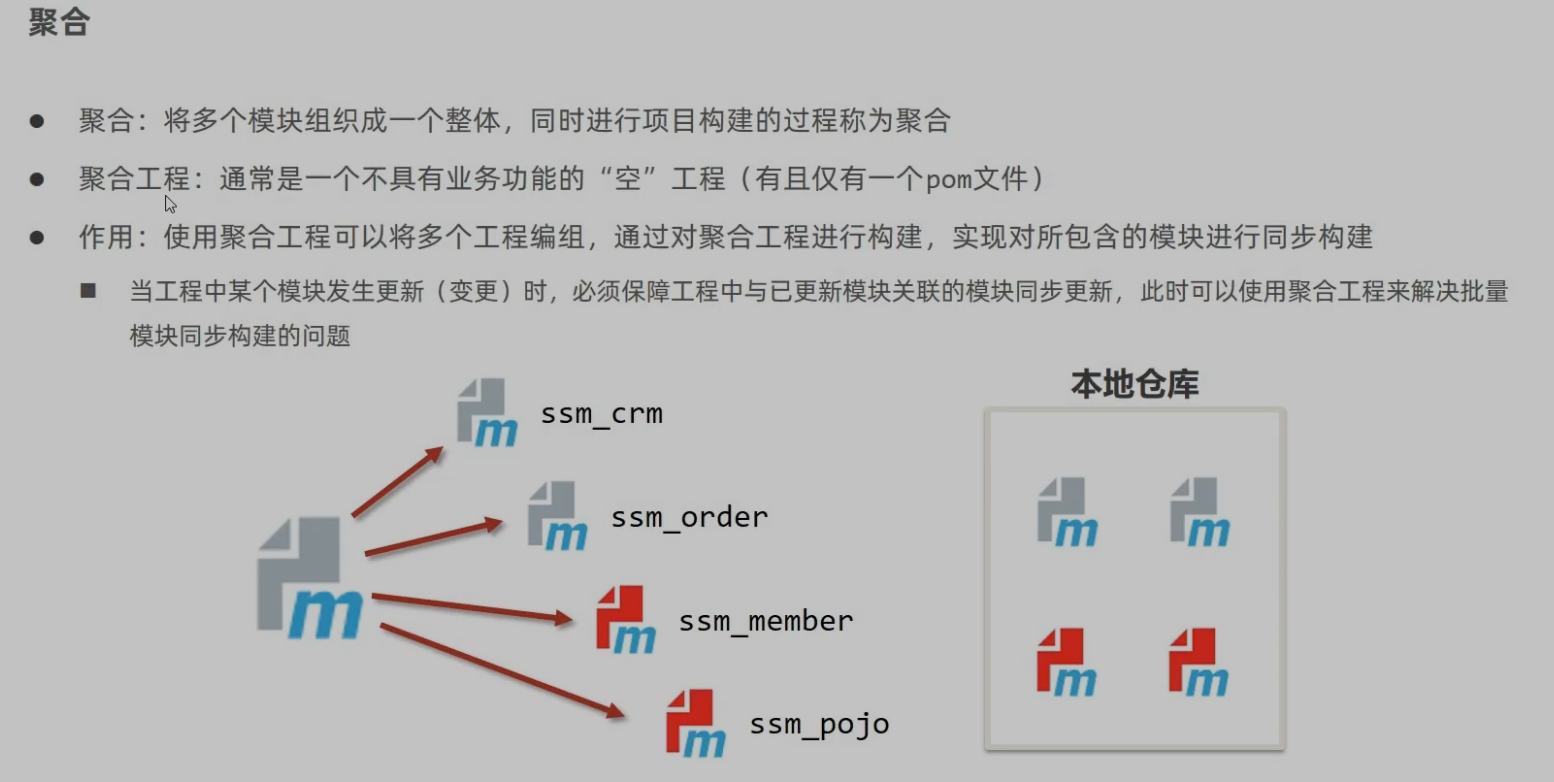 聚合
● 聚合：将多个模块组织成一个整体，同时进行项目构建的过程称为聚合
● 聚合工程：通常是一个不具有业务功能的“空”工程（有且仅有一个pom文件）
● 作用：使用聚合工程可以将多个工程编组，通过对聚合工程进行构建，实现对所包含的模块进行同步构建
■ 当工程中某个模块发生更新（变更）时，必须保障工程中与已更新模块关联的模块同步更新，此时可以使用聚合工程来解决批量
模块同步构建的问题
本地仓库
m ssm_crm
m ssm_order
m m
m
m ssm_member
m m
m ssm_pojo